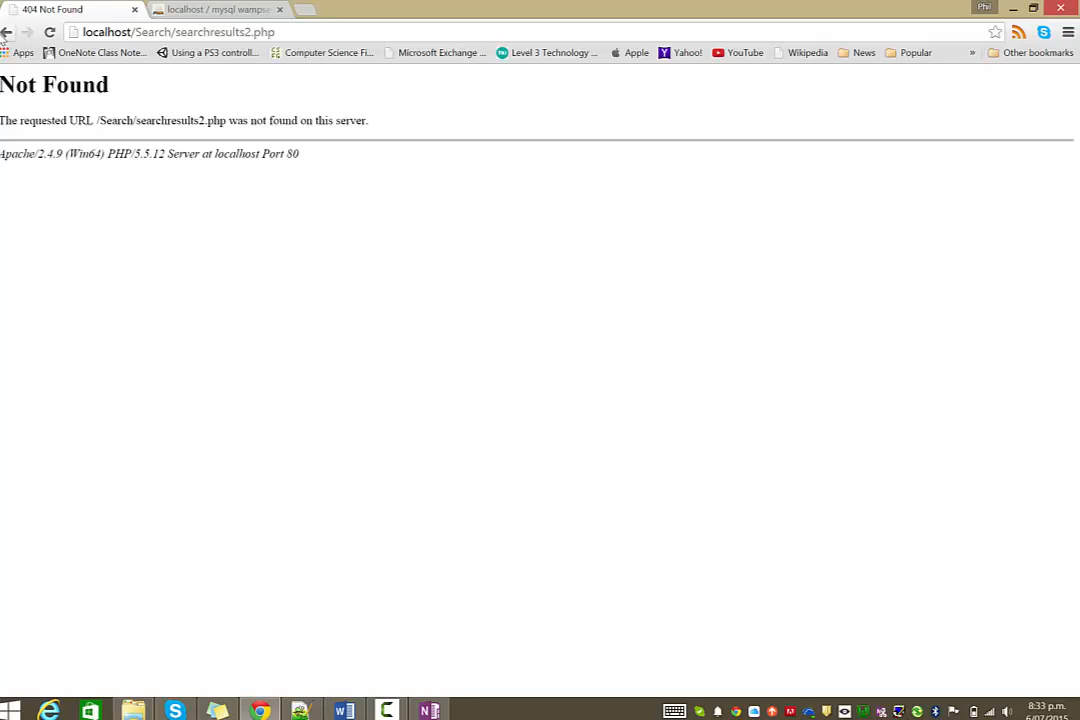 404 Not Found
localhost / mysql wampse
Phil
localhost/Search/searchresults2.php
Apps
OneNote Class Note...
Using a PS3 controll...
Computer Science Fi...
Microsoft Exchange ...
Level 3 Technology ...
Apple
Yahoo!
YouTube
Wikipedia
News
Popular
»
Other bookmarks
Not Found
The requested URL /Search/searchresults2.php was not found on this server.
Apache/2.4.9 (Win64) PHP/5.5.12 Server at localhost Port 80
8:33 p.m.
6/07/2015